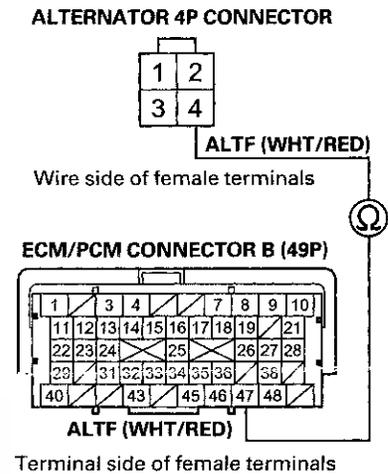 ALTERNATOR 4P CONNECTOR
1 2
3 4
ALTF (WHT/RED)
Wire side of female terminals
Ω
ECM/PCM CONNECTOR B (49P)
1 3 4 7 8 9 10
11 12 13 14 15 16 17 18 19 21
22 23 24 25 26 27 28
29 31 32 33 34 35 36 38
40 43 45 46 47 48
ALTF (WHT/RED)
Terminal side of female terminals